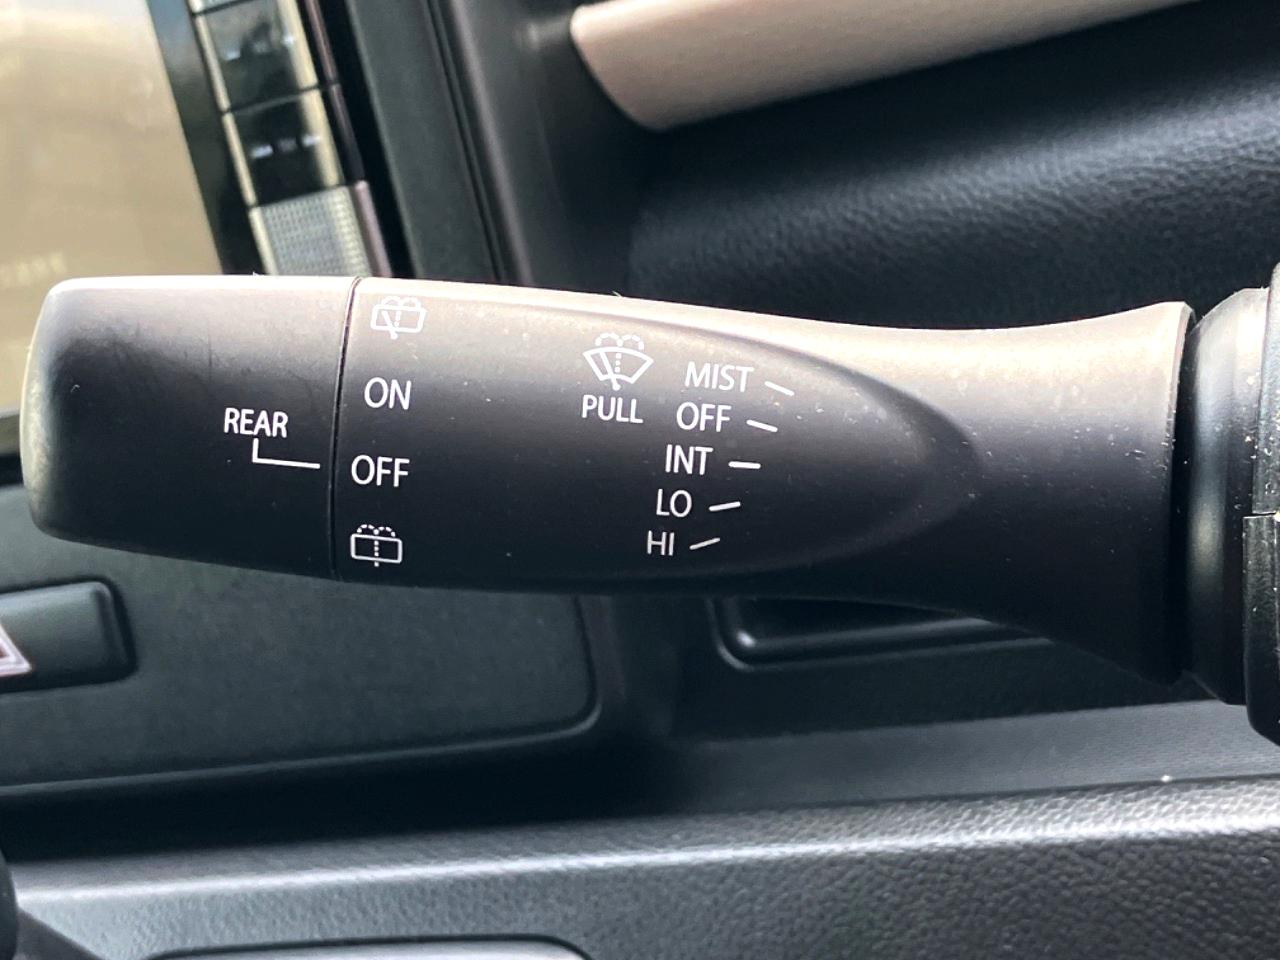 REAR
ON
OFF
PULL
MIST
OFF
INT
LO
HI